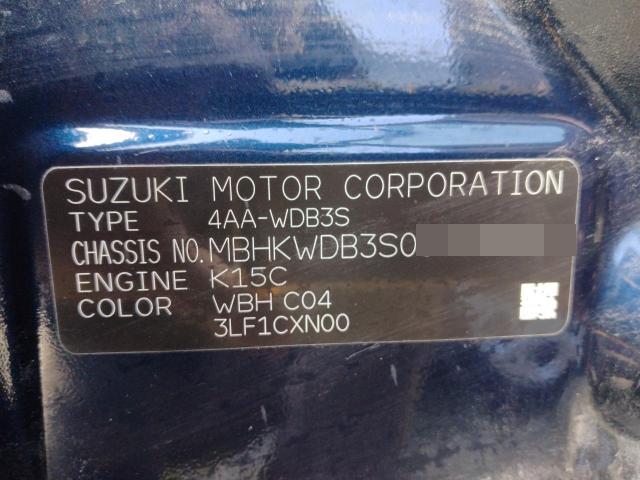 SUZUKI MOTOR CORPORATION
TYPE 4AA-WDB3S
CHASSIS NO. MBHKWDB3S0
ENGINE K15C
COLOR WBH C04
3LF1CXN00